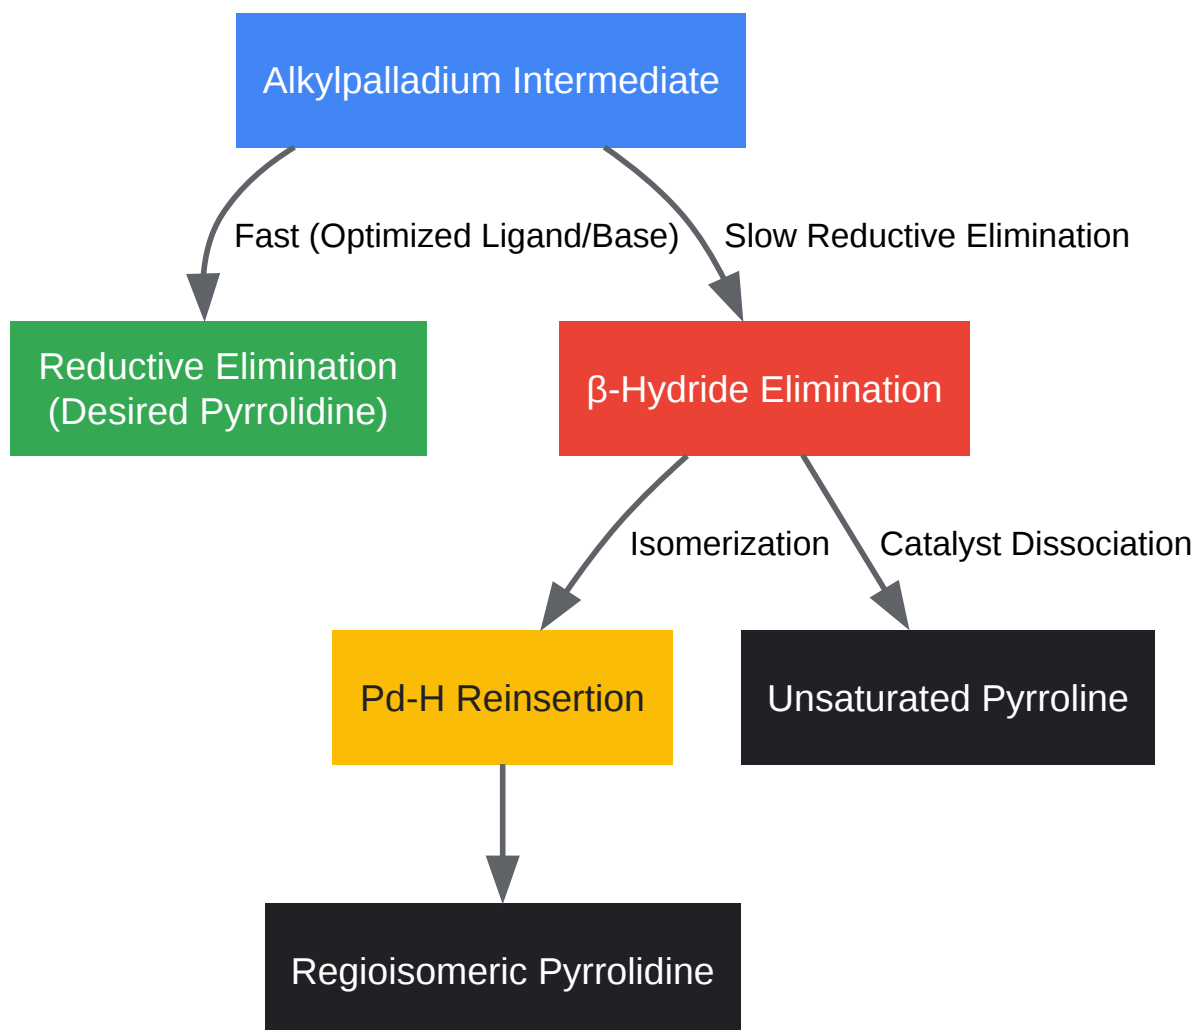 Alkylpalladium Intermediate
Fast (Optimized Ligand/Base)
Slow Reductive Elimination
Reductive Elimination
(Desired Pyrrolidine)
β-Hydride Elimination
Isomerization
Catalyst Dissociation
Pd-H Reinsertion
Unsaturated Pyrroline
Regioisomeric Pyrrolidine